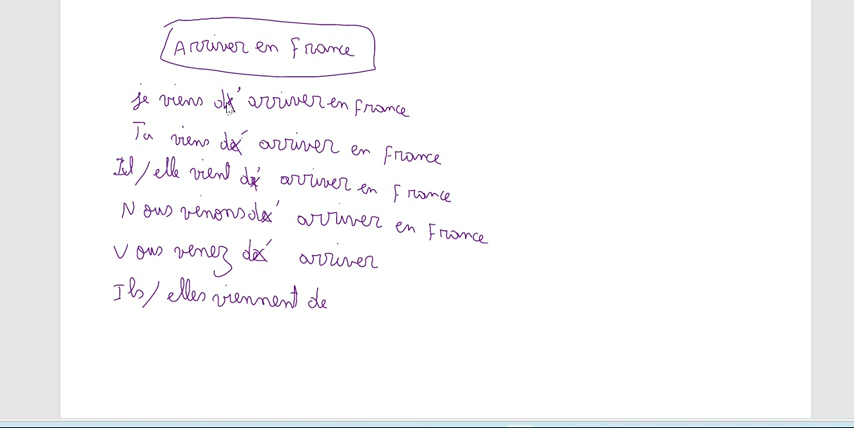 Arriver en France
je viens d' arriver en France
Tu viens d' arriver en France
Il/elle vient d' arriver en France
Nous venons d' arriver en France
Vous venez d' arriver
Ils/elles viennent de